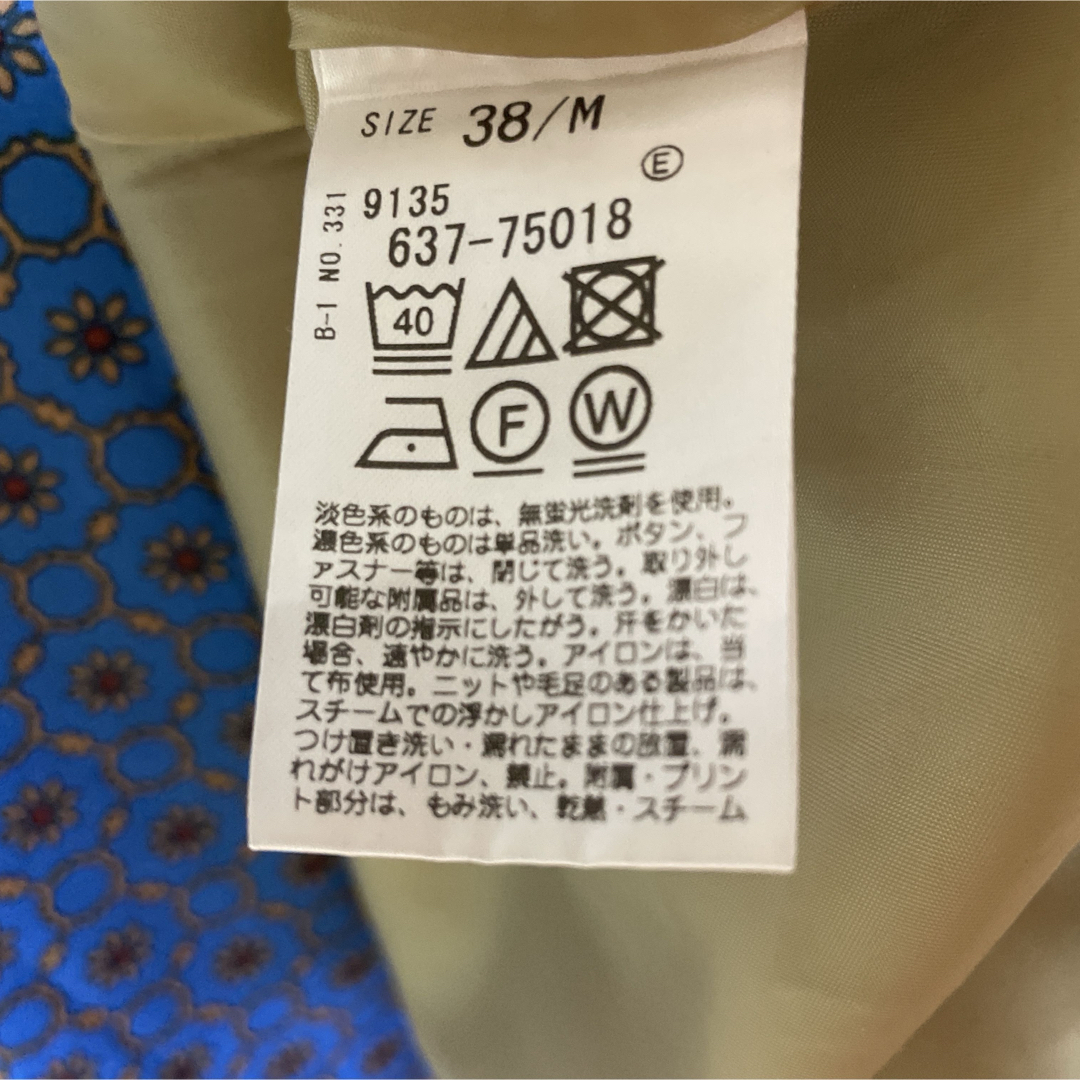 SIZE 38/M
E
B-1 NO. 331
9135
637-75018
40
F
W
淡色系のものは、無蛍光洗剤を使用。
濃色系のものは単品洗い。ボタン、フ
ァスナー等は、閉じて洗う。取り外し
可能な附属品は、外して洗う。漂白は、
漂白剤の指示にしたがう。汗をかいた
場合、速やかに洗う。アイロンは、当
て布使用。ニットや毛足のある製品は、
スチームでの浮かしアイロン仕上げ。
つけ置き洗い・濡れたままの放置、濡
れがけアイロン、禁止。附属・プリン
ト部分は、もみ洗い、乾燥・スチーム